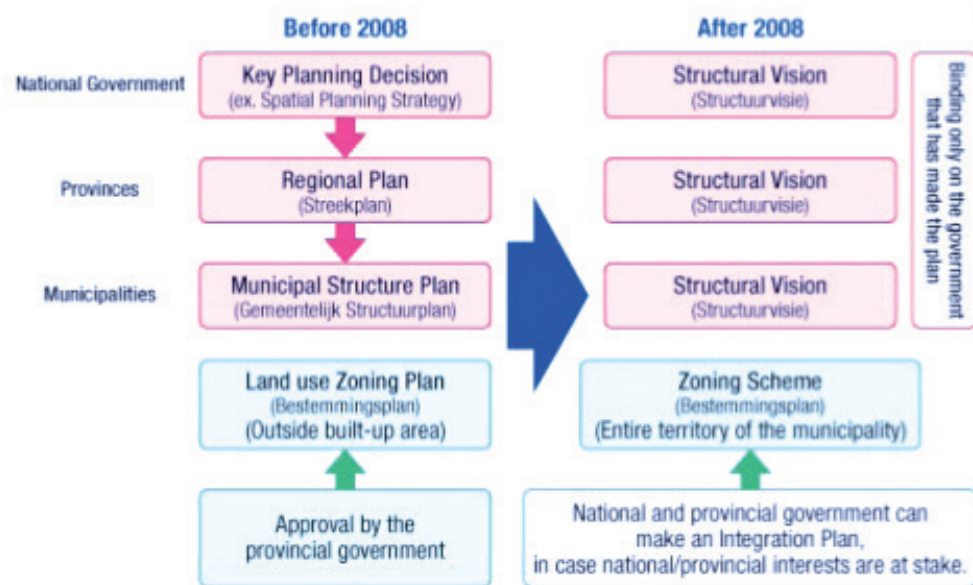 Before 2008
After 2008
National Government
Key Planning Decision
(ex. Spatial Planning Strategy)
Structural Vision
(Structuurvisie)
Provinces
Regional Plan
(Streekplan)
Structural Vision
(Structuurvisie)
Municipalities
Municipal Structure Plan
(Gemeentelijk Structuurplan)
Structural Vision
(Structuurvisie)
Binding only on the government
that has made the plan
Land use Zoning Plan
(Bestemmingsplan)
(Outside built-up area)
Zoning Scheme
(Bestemmingsplan)
(Entire territory of the municipality)
Approval by the
provincial government
National and provincial government can
make an Integration Plan,
in case national/provincial interests are at stake.